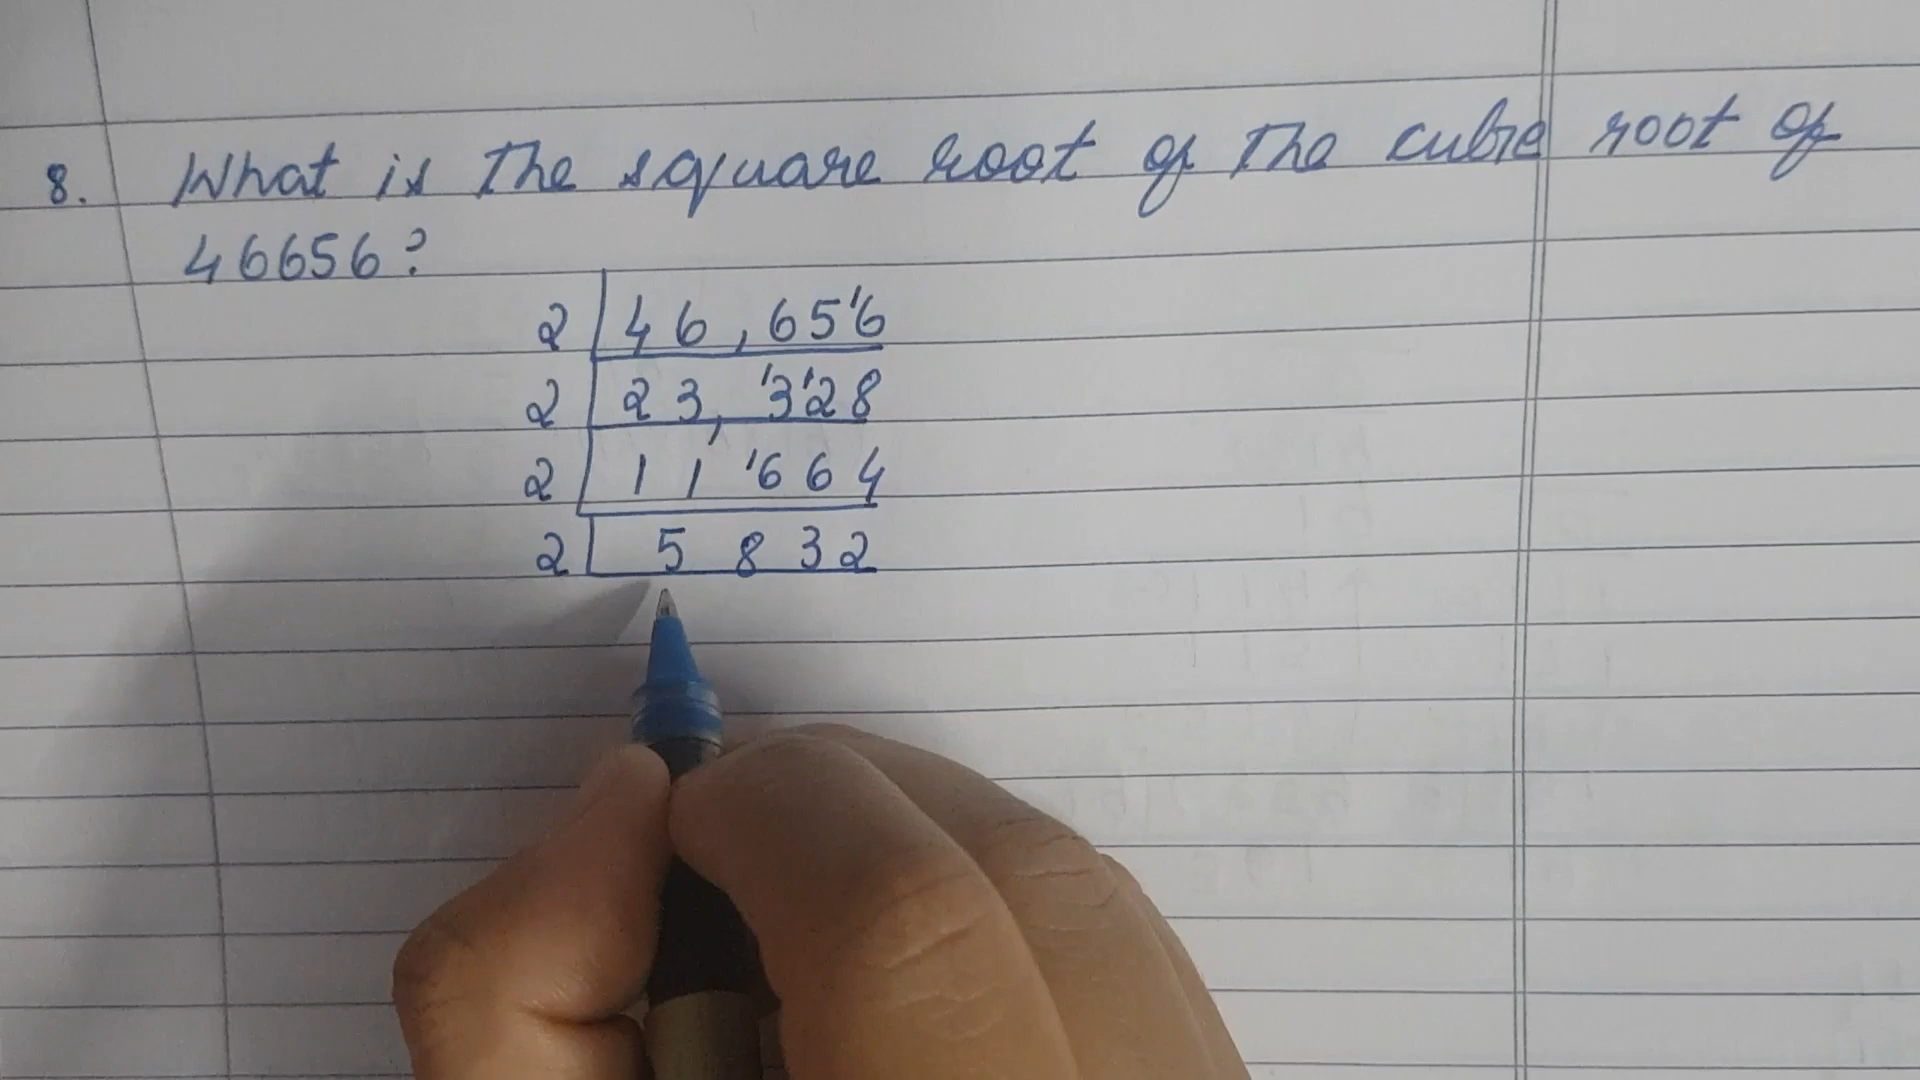 8. What is the square root of the cube root of
46656?
2 | 46,656
2 | 23,328
2 | 11 664
2 | 5832